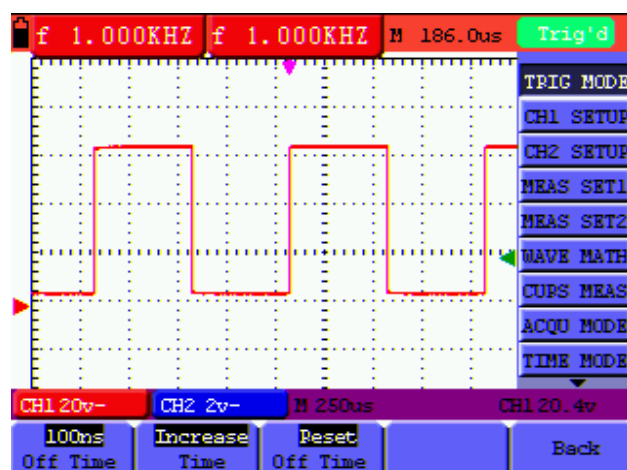 f 1.000KHZ f 1.000KHZ M 186.0us Trig'd
TRIG MODE
CH1 SETUP
CH2 SETUP
MEAS SET1
MEAS SET2
WAVE MATH
CURS MEAS
ACQU MODE
TIME MODE
CH1 20v- CH2 2v- M 250us CH1 20.4v
100ns Increase Reset Back
Off Time Time Off Time